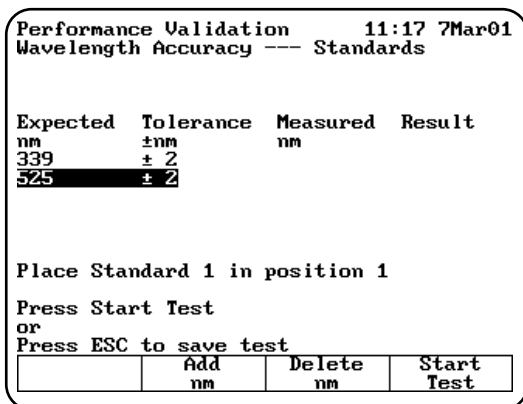 Performance Validation 11:17 7Mar01
Wavelength Accuracy --- Standards
Expected Tolerance Measured Result
nm ±nm nm
339 ± 2
525 ± 2
Place Standard 1 in position 1
Press Start Test
or
Press ESC to save test
Add Delete Start
nm nm Test